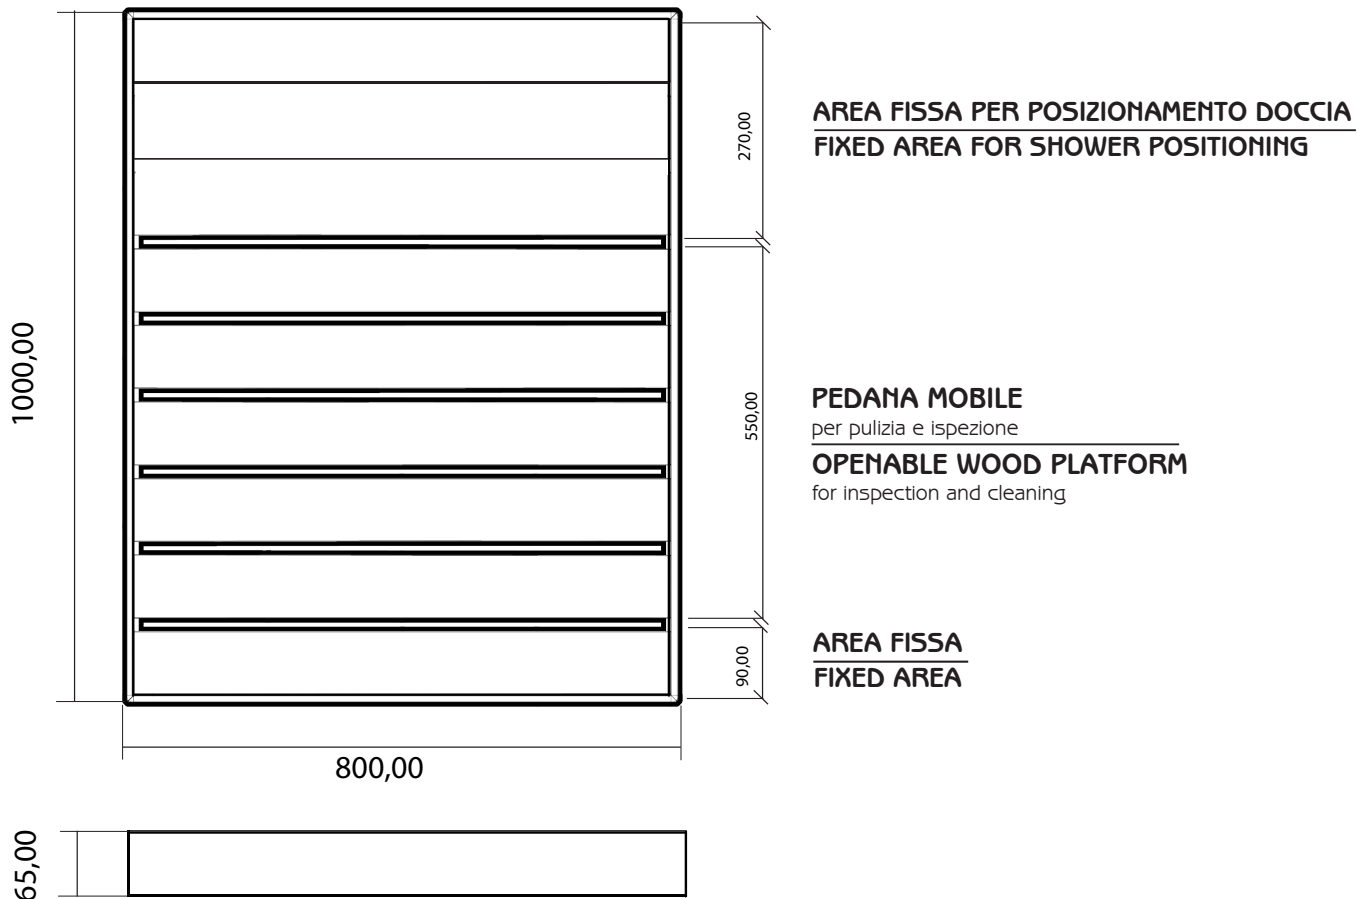 270,00
AREA FISSA PER POSIZIONAMENTO DOCCIA
FIXED AREA FOR SHOWER POSITIONING
1000,00
550,00
PEDANA MOBILE
per pulizia e ispezione
OPENABLE WOOD PLATFORM
for inspection and cleaning
90,00
AREA FISSA
FIXED AREA
800,00
65,00